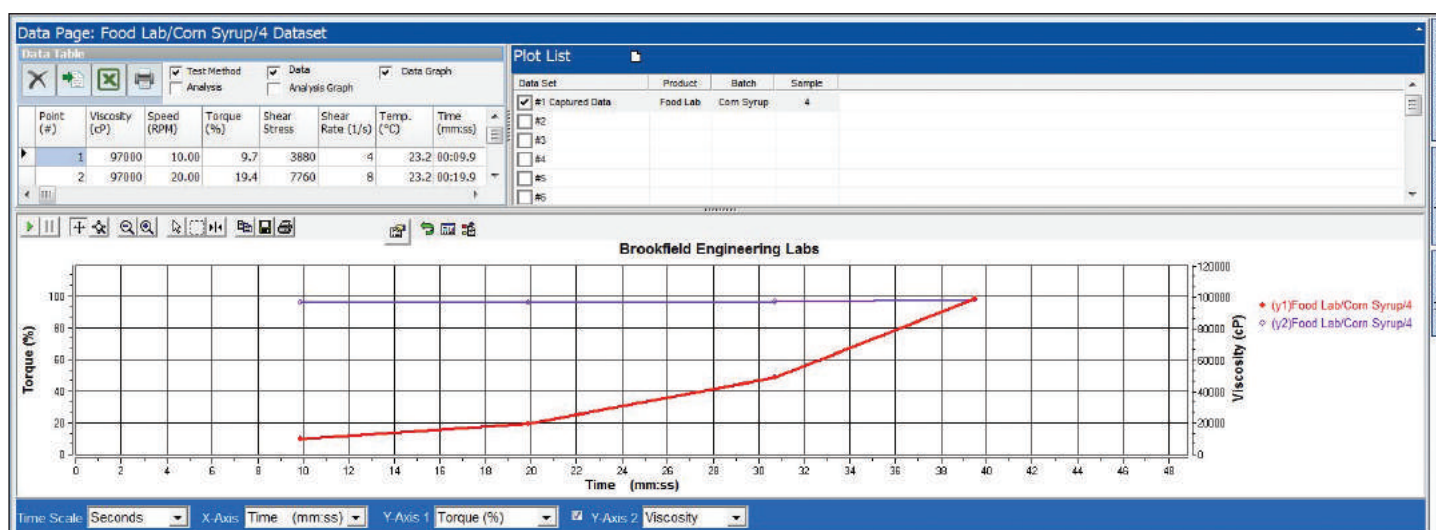 Data Page: Food Lab/Corn Syrup/4 Dataset
Data Table
Test Method Data Data Graph
Analysis Analysis Graph
Point (#) Viscosity (cP) Speed (RPM) Torque (%) Shear Stress Shear Rate (1/s) Temp. (°C) Time (mm:ss)
1 97000 10.00 9.7 3880 4 23.2 00:09.9
2 97000 20.00 19.4 7760 8 23.2 00:19.9
Plot List
Data Set Product Batch Sample
#1 Captured Data Food Lab Corn Syrup 4
#2
#3
#4
#5
#6
Brookfield Engineering Labs
Torque (%)
100
80
60
40
20
0
120000
100000
80000
60000
40000
20000
0
Viscosity (cP)
(y1)Food Lab/Corn Syrup/4
(y2)Food Lab/Corn Syrup/4
0 2 4 6 8 10 12 14 16 18 20 22 24 26 28 30 32 34 36 38 40 42 44 46 48
Time (mm:ss)
Time Scale Seconds X-Axis Time (mm:ss) Y-Axis 1 Torque (%) Y-Axis 2 Viscosity